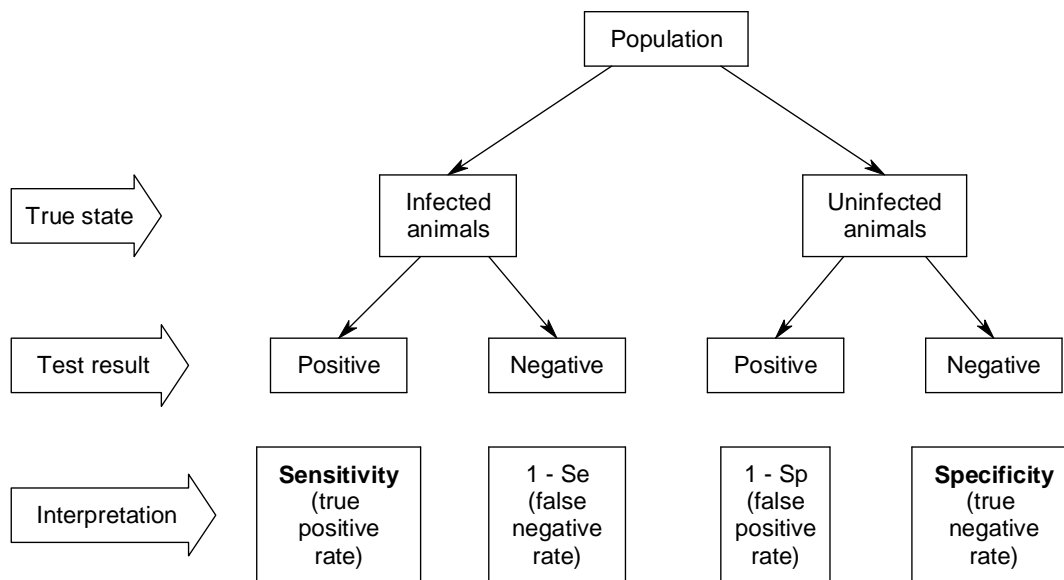 Population
True state
Infected
animals
Uninfected
animals
Test result
Positive
Negative
Positive
Negative
Interpretation
Sensitivity
(true
positive
rate)
1 - Se
(false
negative
rate)
1 - Sp
(false
positive
rate)
Specificity
(true
negative
rate)